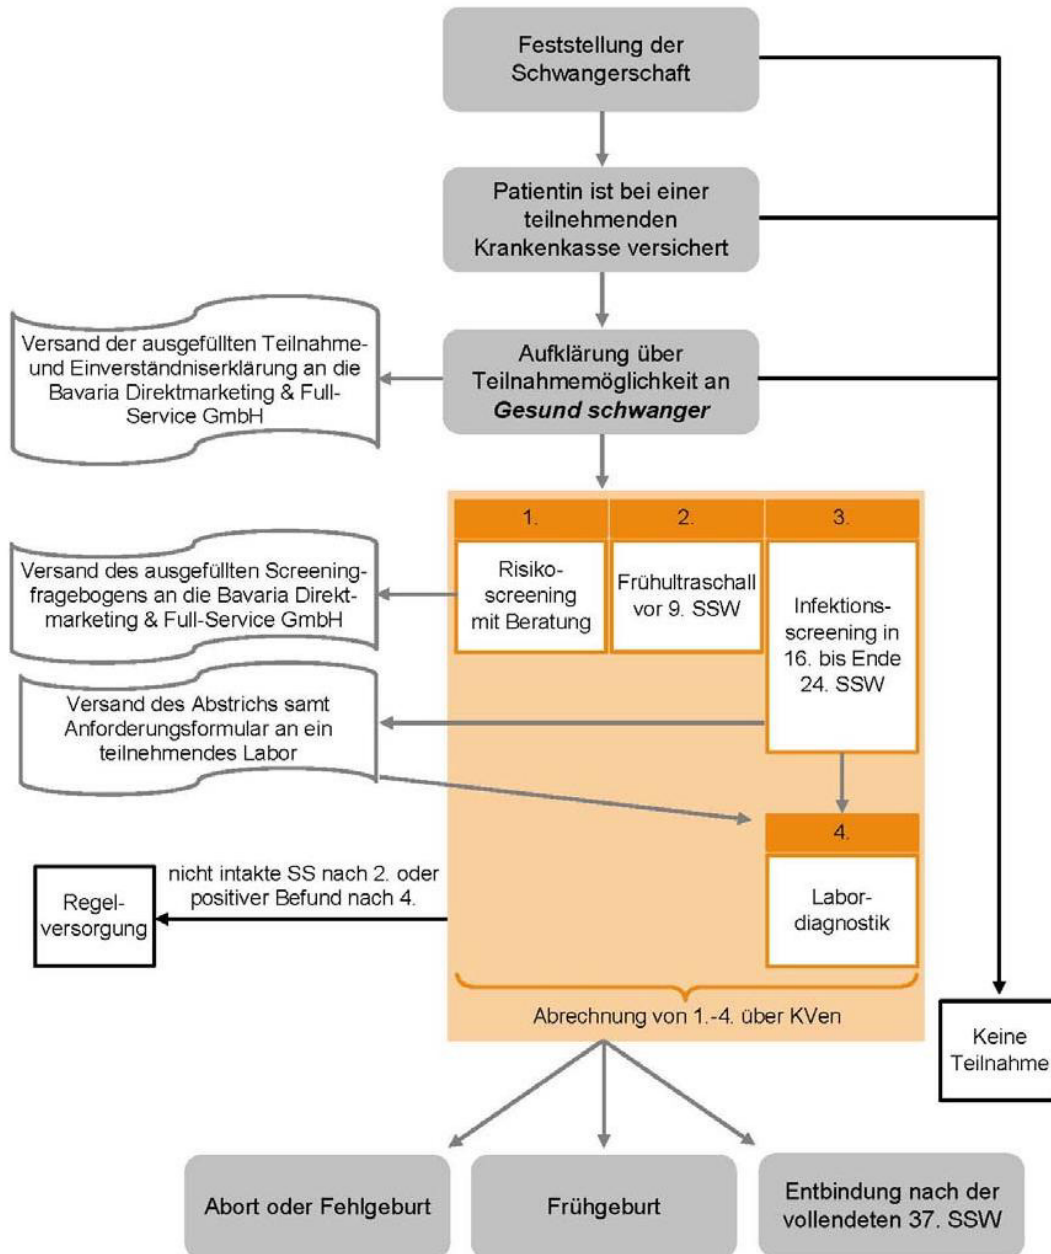 Feststellung der
Schwangerschaft
Patientin ist bei einer
teilnehmenden
Krankenkasse versichert
Versand der ausgefüllten Teilnahme-
und Einverständniserklärung an die
Bavaria Direktmarketing & Full-
Service GmbH
Aufklärung über
Teilnahmemöglichkeit an
Gesund schwanger
1.
2.
3.
Versand des ausgefüllten Screening-
fragebogens an die Bavaria Direkt-
marketing & Full-Service GmbH
Risiko-
screening
mit Beratung
Frühultraschall
vor 9. SSW
Infektions-
screening in
16. bis Ende
24. SSW
Versand des Abstrichs samt
Anforderungsformular an ein
teilnehmendes Labor
4.
Labor-
diagnostik
nicht intakte SS nach 2. oder
positiver Befund nach 4.
Regel-
versorgung
Abrechnung von 1.-4. über KVen
Keine
Teilnahme
Abort oder Fehlgeburt
Frühgeburt
Entbindung nach der
vollendeten 37. SSW